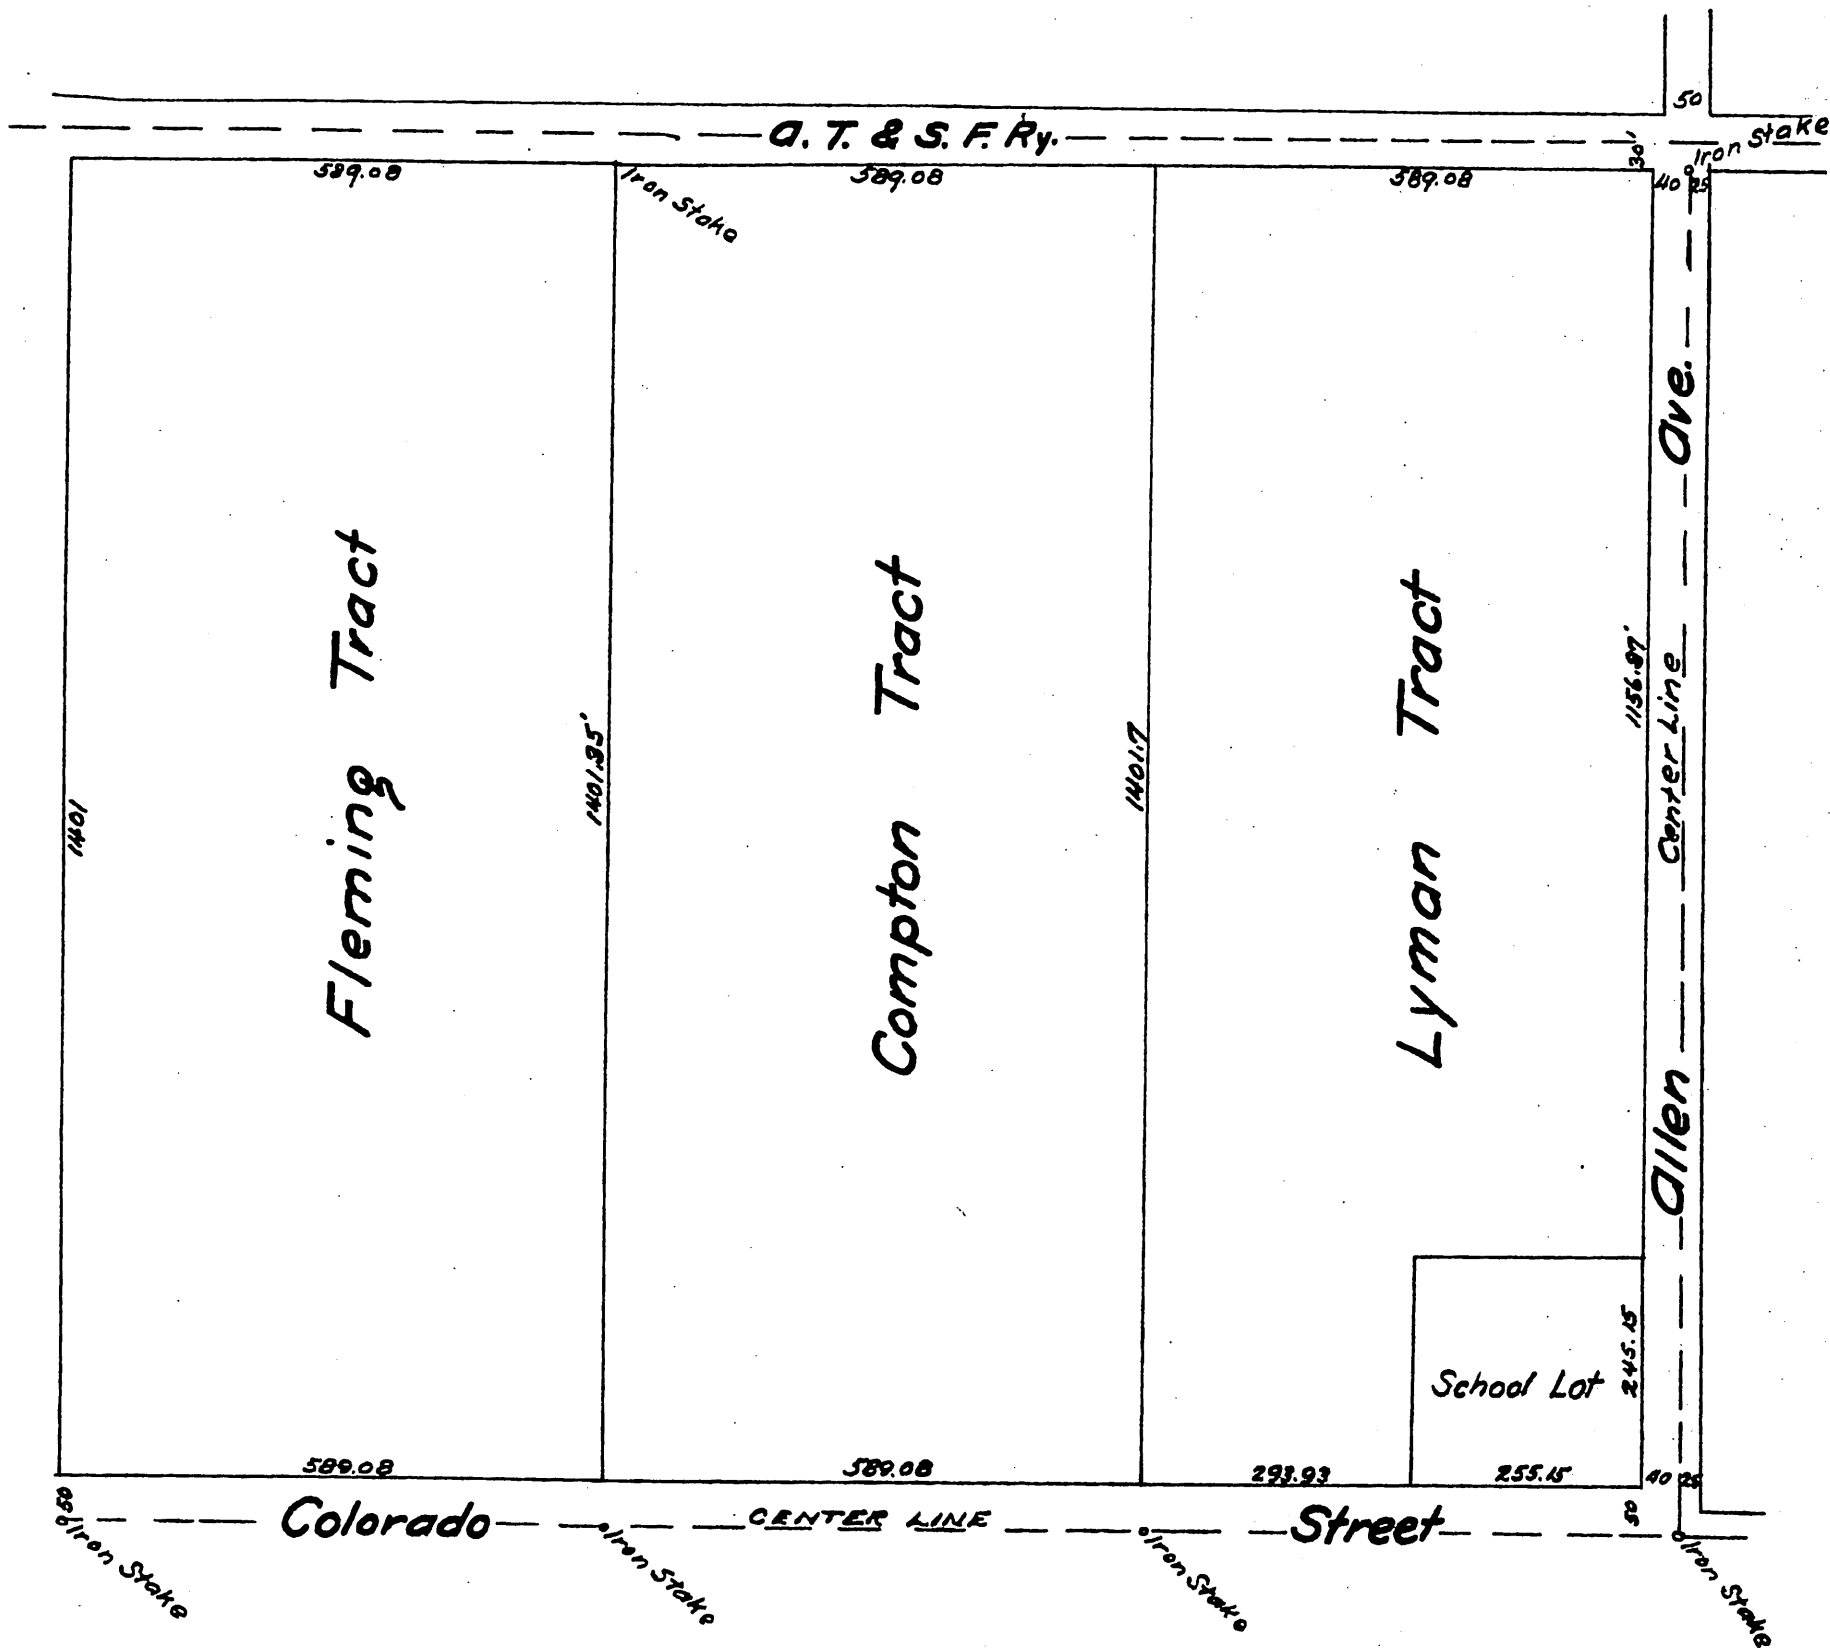 50
A. T. & S. F. Ry.
30'
Iron Stake
589.08
Iron Stake
589.08
589.08
40
25
Fleming Tract
Compton Tract
Lyman Tract
Allen Ave.
Center Line
1401
1401.35'
1401.7
1156.87'
245.15
School Lot
589.08
589.08
293.93
255.15
40
25
50
50
Colorado Street
CENTER LINE
Iron Stake
Iron Stake
Iron Stake
Iron Stake